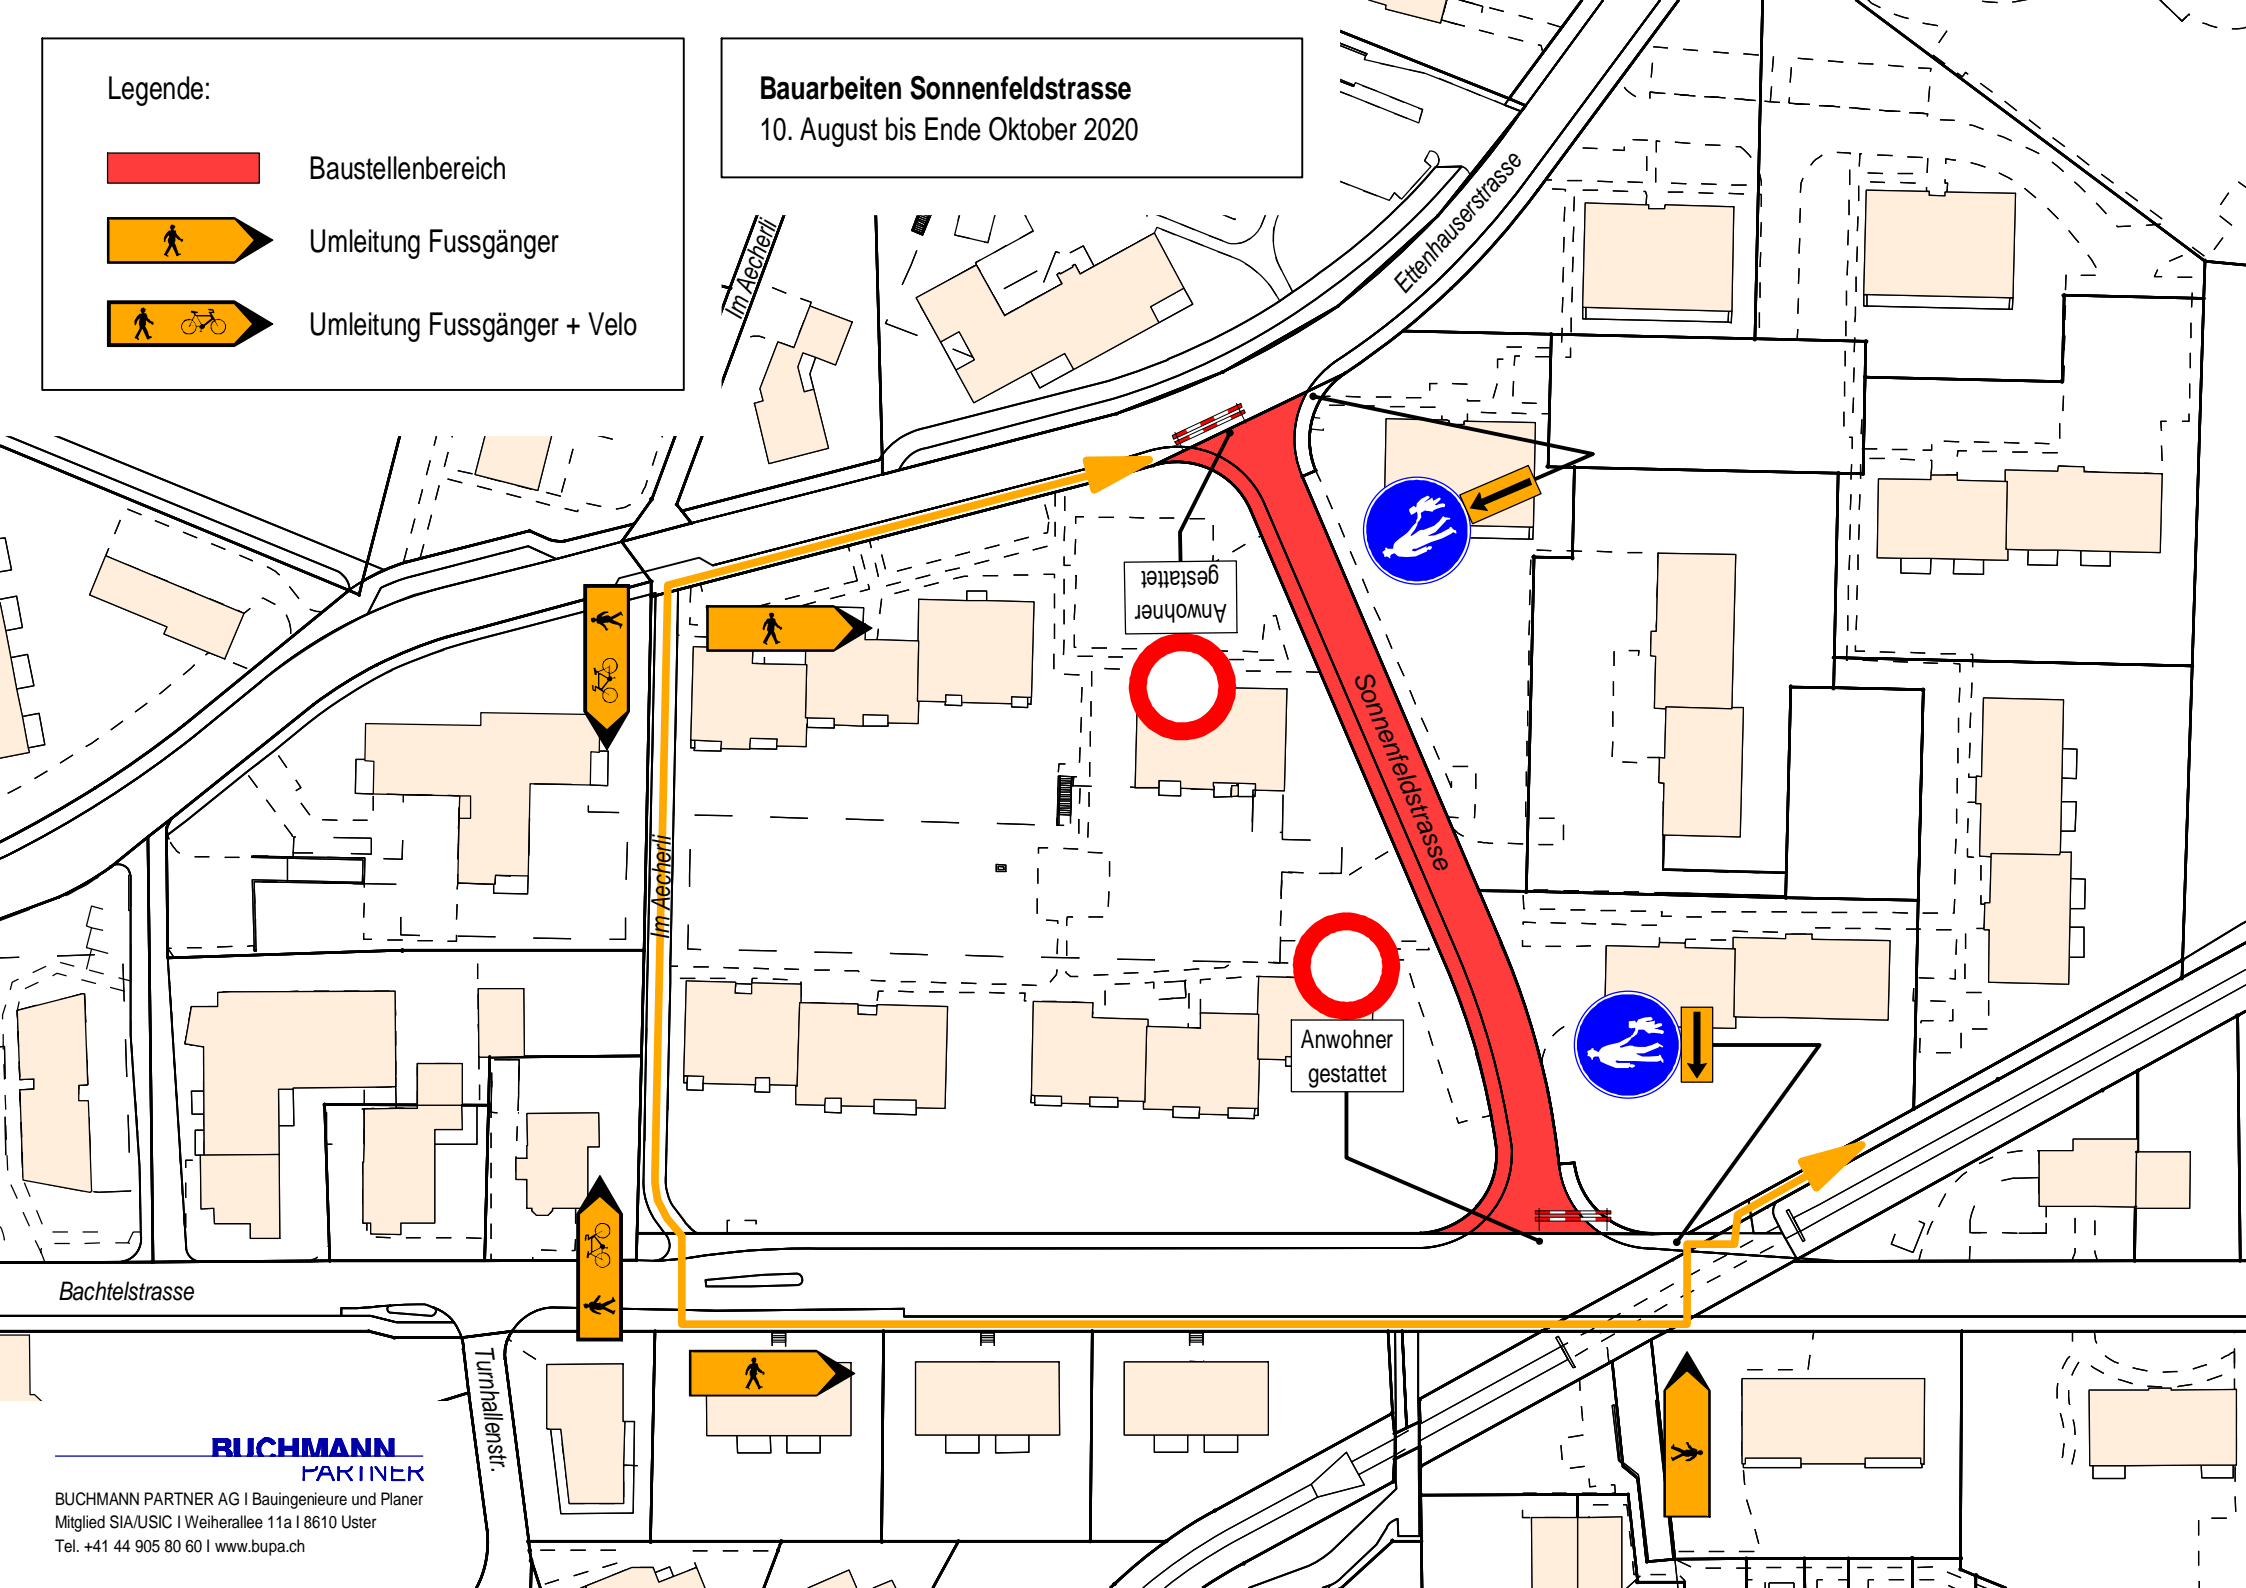 Legende:
Baustellenbereich
Umleitung Fussgänger
Umleitung Fussgänger + Velo
Bauarbeiten Sonnenfeldstrasse
10. August bis Ende Oktober 2020
Im Aecherli
Ettenhauserstrasse
Anwohner
gestattet
Sonnenfeldstrasse
Im Aecherli
Anwohner
gestattet
Bachtelstrasse
Turnhallenstr.
BUCHMANN
PARTNER
BUCHMANN PARTNER AG I Bauingenieure und Planer
Mitglied SIA/USIC I Weiherallee 11a I 8610 Uster
Tel. +41 44 905 80 60 I www.bupa.ch